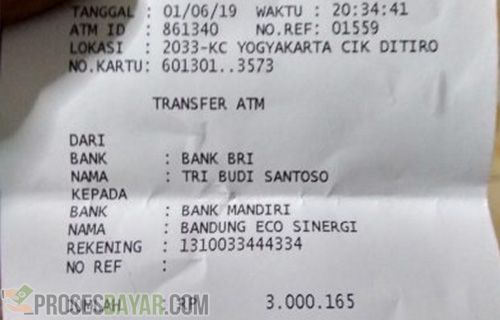 TANGGAL : 01/06/19 WAKTU : 20:34:41
ATM ID : 861340 NO.REF: 01559
LOKASI : 2033-KC YOGYAKARTA CIK DITIRO
NO.KARTU: 601301..3573
TRANSFER ATM
DARI
BANK : BANK BRI
NAMA : TRI BUDI SANTOSO
KEPADA
BANK : BANK MANDIRI
NAMA : BANDUNG ECO SINERGI
REKENING : 1310033444334
NO REF :
RP 3.000.165
PROSESBAYAR.COM